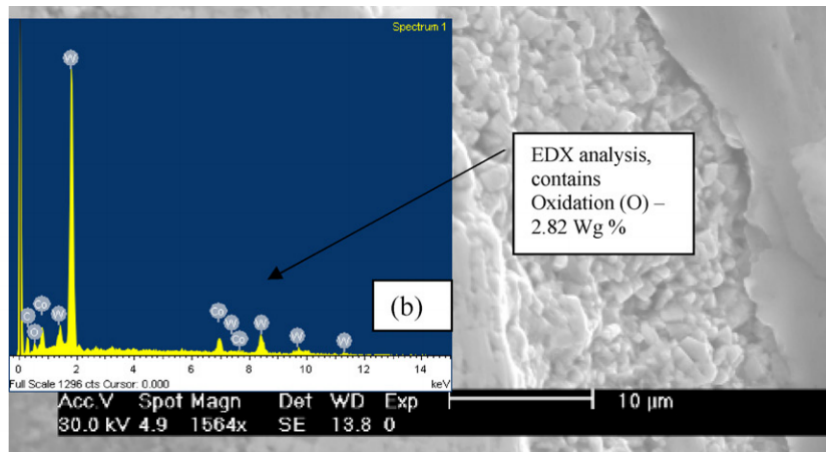 Spectrum 1
W
C
O
Co
W
Co
W
Co
W
W
W
0 2 4 6 8 10 12 14
Full Scale 1296 cts Cursor: 0.000 keV
EDX analysis,
contains
Oxidation (O) –
2.82 Wg %
(b)
Acc.V Spot Magn Det WD Exp
30.0 kV 4.9 1564x SE 13.8 0
10 µm